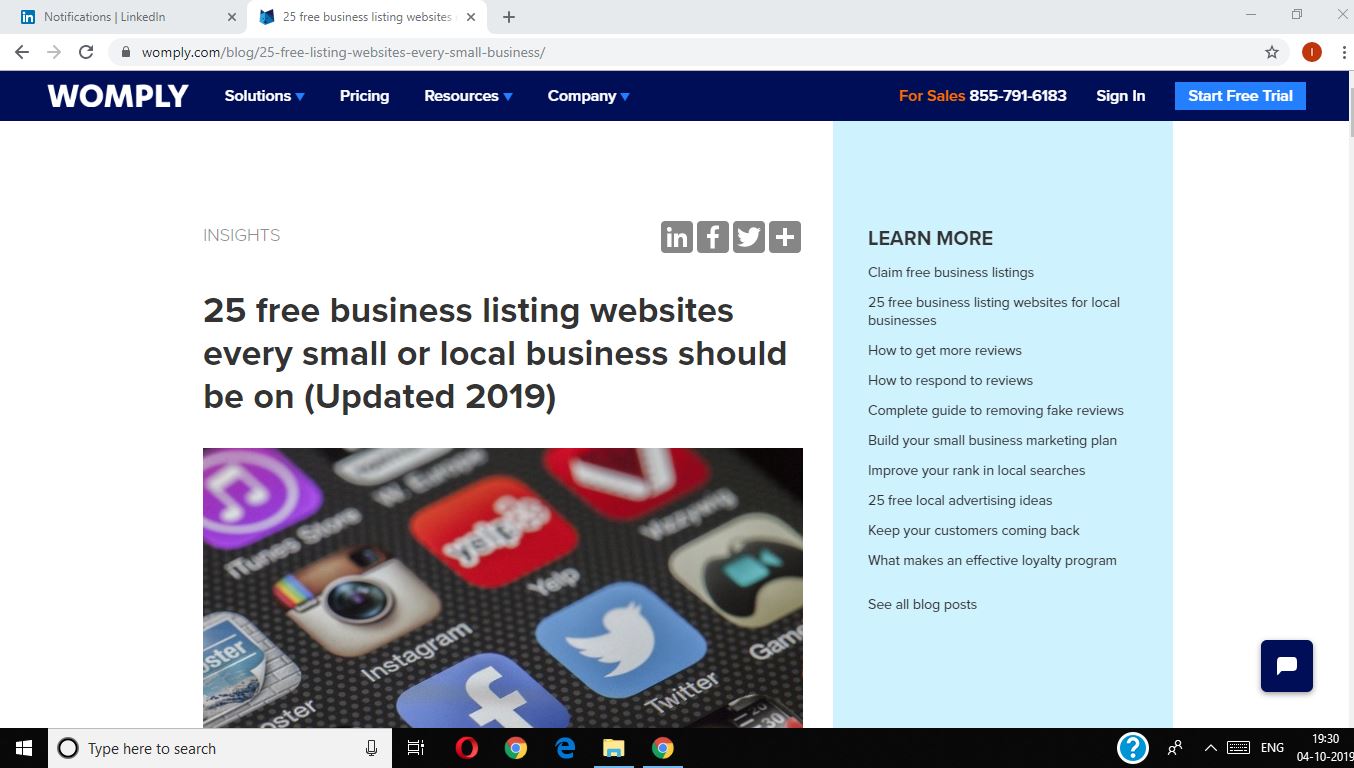 Notifications | LinkedIn
25 free business listing websites
womply.com/blog/25-free-listing-websites-every-small-business/
I
WOMPLY
Solutions
Pricing
Resources
Company
For Sales 855-791-6183
Sign In
Start Free Trial
INSIGHTS
in
f
25 free business listing websites
every small or local business should
be on (Updated 2019)
iTunes Store
W. Europe
yelp
Yelp
Instagram
Twitter
Facebook
LEARN MORE
Claim free business listings
25 free business listing websites for local
businesses
How to get more reviews
How to respond to reviews
Complete guide to removing fake reviews
Build your small business marketing plan
Improve your rank in local searches
25 free local advertising ideas
Keep your customers coming back
What makes an effective loyalty program
See all blog posts
Type here to search
ENG
19:30
04-10-2019